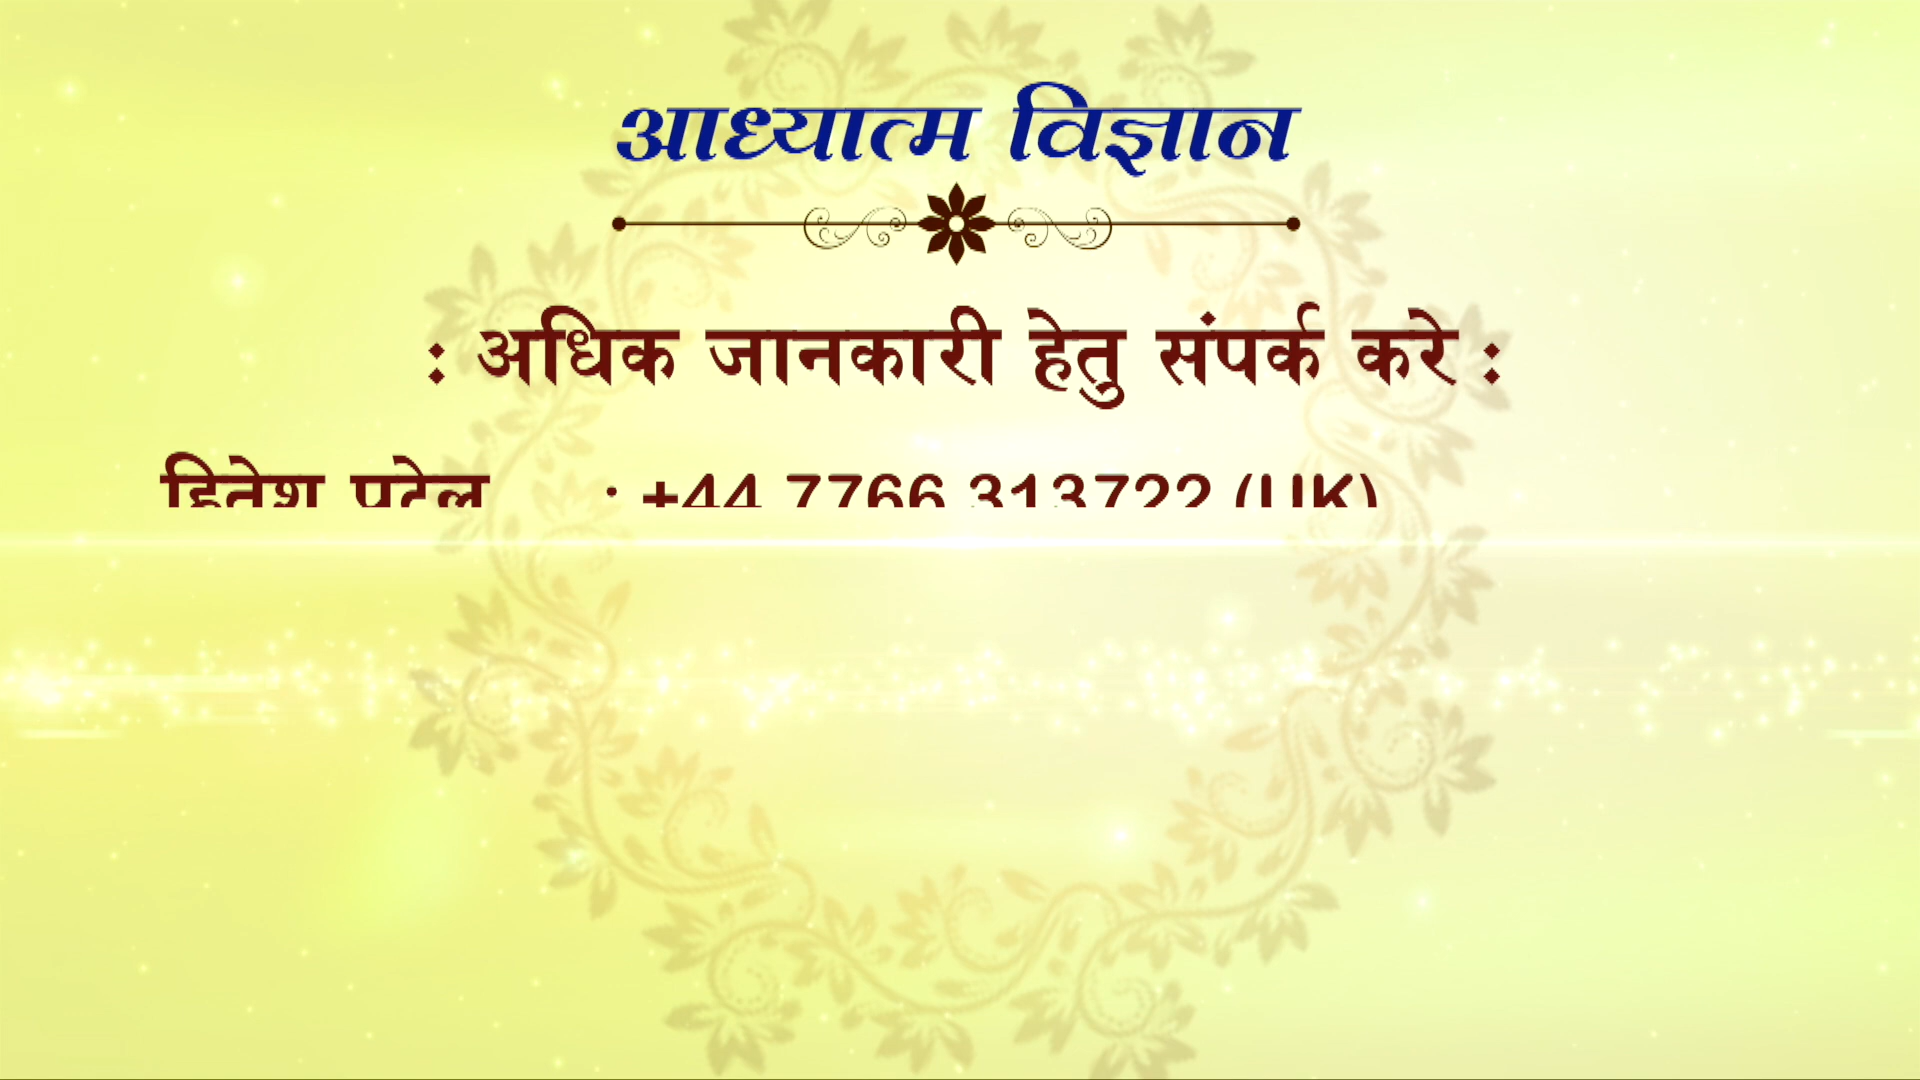 आध्यात्म विज्ञान
: अधिक जानकारी हेतु संपर्क करे :
हितेश पटेल : +44 7766 313722 (UK)